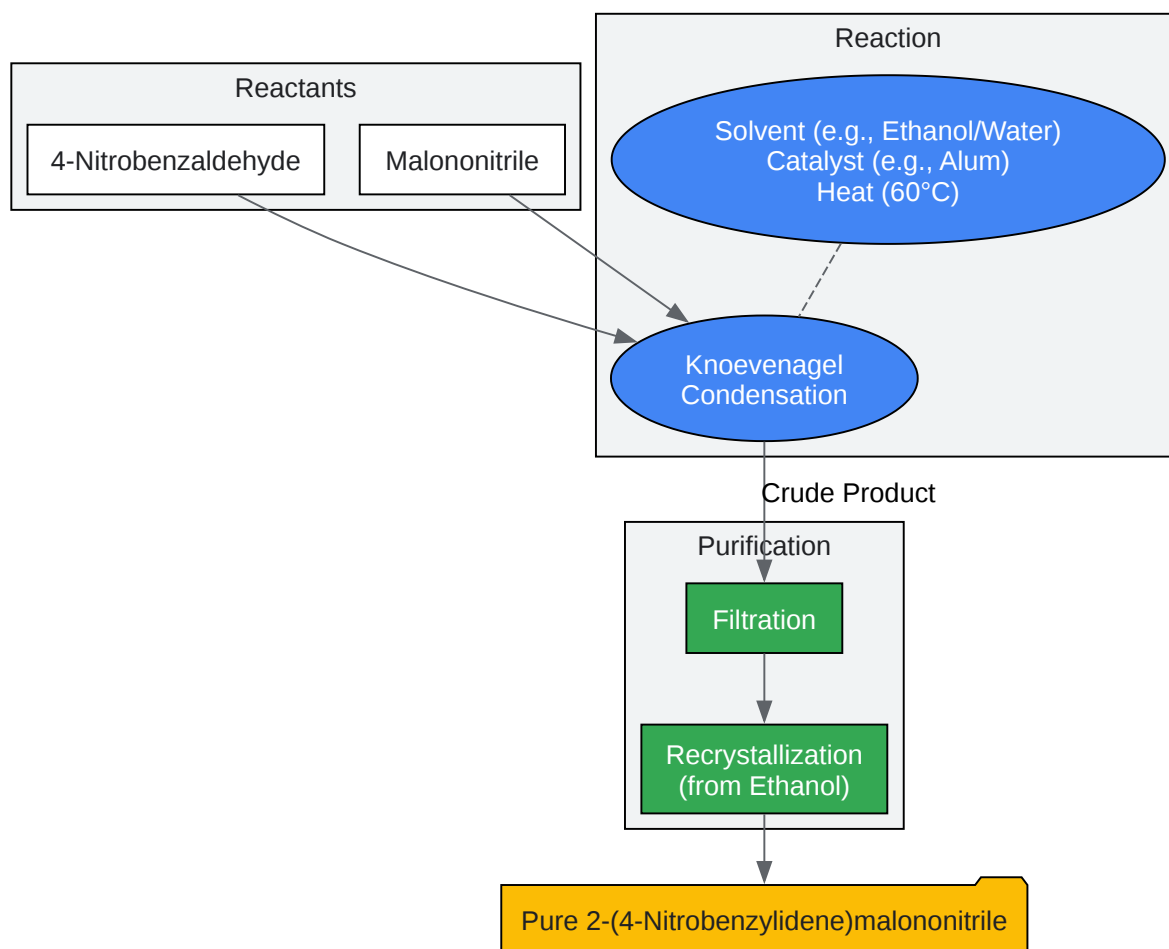 Reaction
Reactants
4-Nitrobenzaldehyde
Malononitrile
Solvent (e.g., Ethanol/Water)
Catalyst (e.g., Alum)
Heat (60°C)
Knoevenagel
Condensation
Crude Product
Purification
Filtration
Recrystallization
(from Ethanol)
Pure 2-(4-Nitrobenzylidene)malononitrile